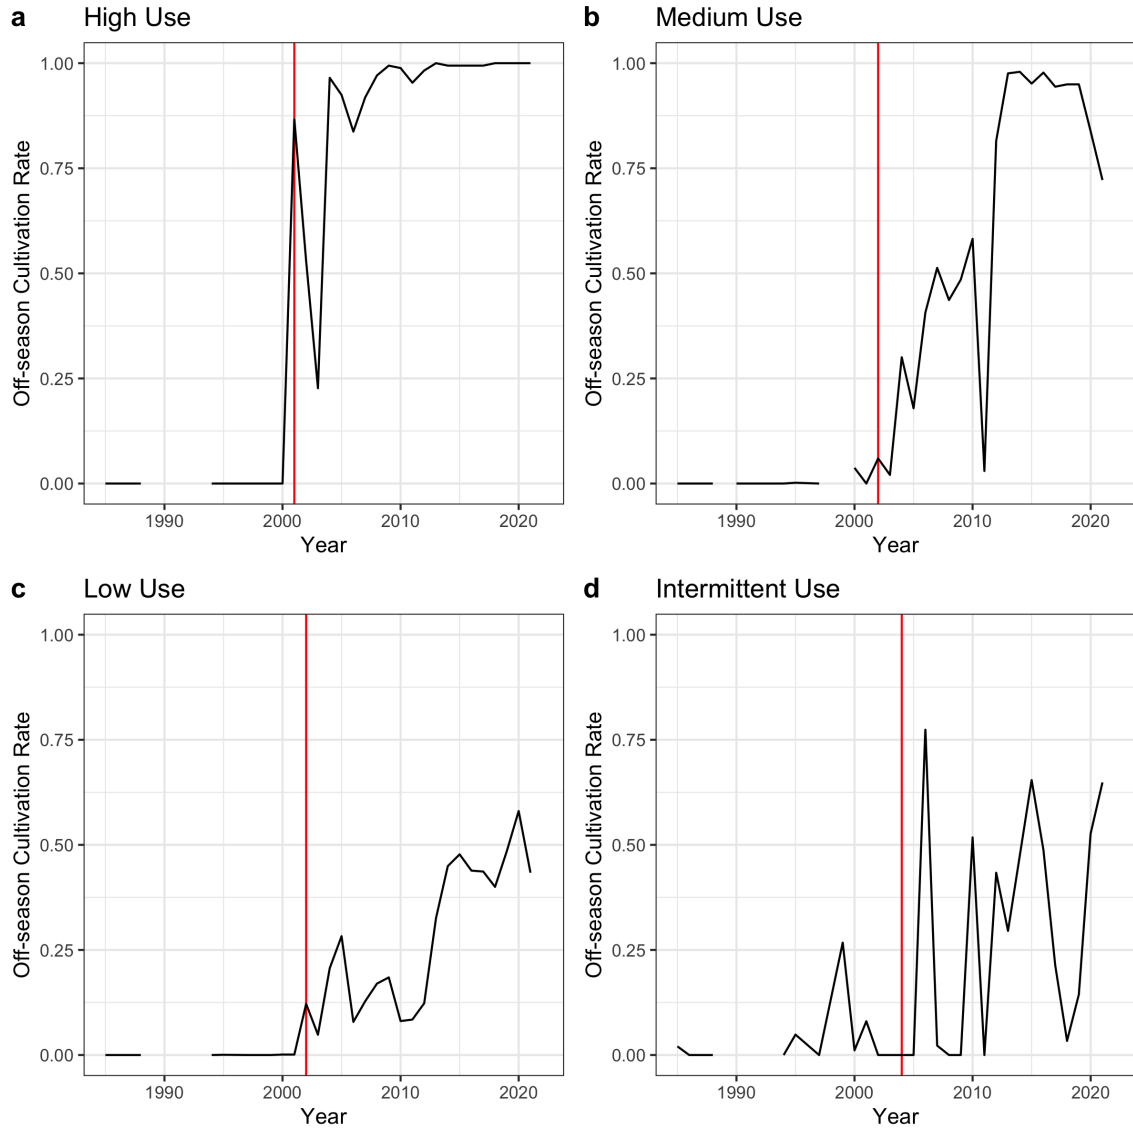 a High Use
1.00
0.75
0.50
0.25
0.00
Off-season Cultivation Rate
1990 2000 2010 2020
Year
b Medium Use
1.00
0.75
0.50
0.25
0.00
Off-season Cultivation Rate
1990 2000 2010 2020
Year
c Low Use
1.00
0.75
0.50
0.25
0.00
Off-season Cultivation Rate
1990 2000 2010 2020
Year
d Intermittent Use
1.00
0.75
0.50
0.25
0.00
Off-season Cultivation Rate
1990 2000 2010 2020
Year